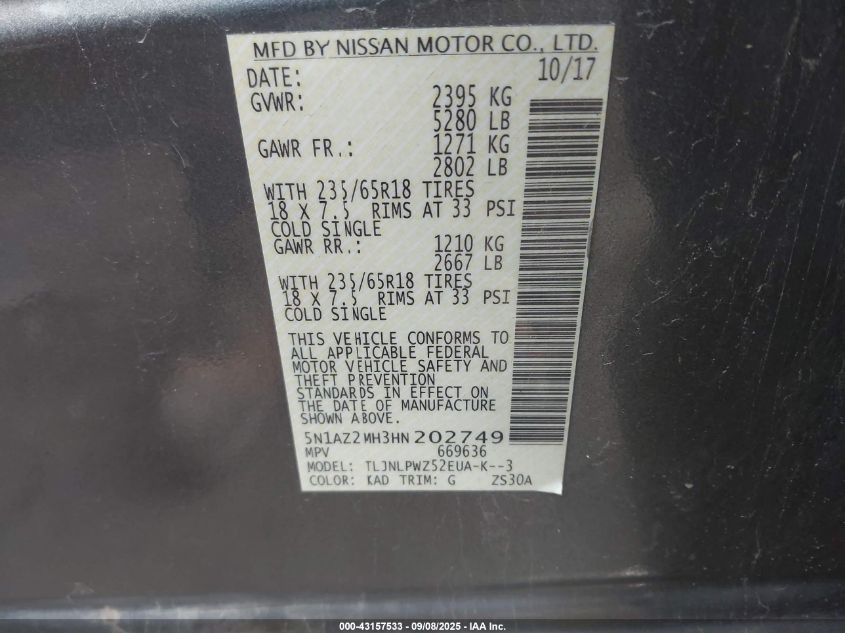 MFD BY NISSAN MOTOR CO., LTD.
DATE: 10/17
GVWR: 2395 KG
5280 LB
GAWR FR.: 1271 KG
2802 LB
WITH 235/65R18 TIRES
18 X 7.5 RIMS AT 33 PSI
COLD SINGLE
GAWR RR.: 1210 KG
2667 LB
WITH 235/65R18 TIRES
18 X 7.5 RIMS AT 33 PSI
COLD SINGLE
THIS VEHICLE CONFORMS TO
ALL APPLICABLE FEDERAL
MOTOR VEHICLE SAFETY AND
THEFT PREVENTION
STANDARDS IN EFFECT ON
THE DATE OF MANUFACTURE
SHOWN ABOVE.
5N1AZ2MH3HN202749
MPV 669636
MODEL: TLJNLPWZ52EUA-K--3
COLOR: KAD TRIM: G ZS30A
000-43157533 - 09/08/2025 - IAA Inc.